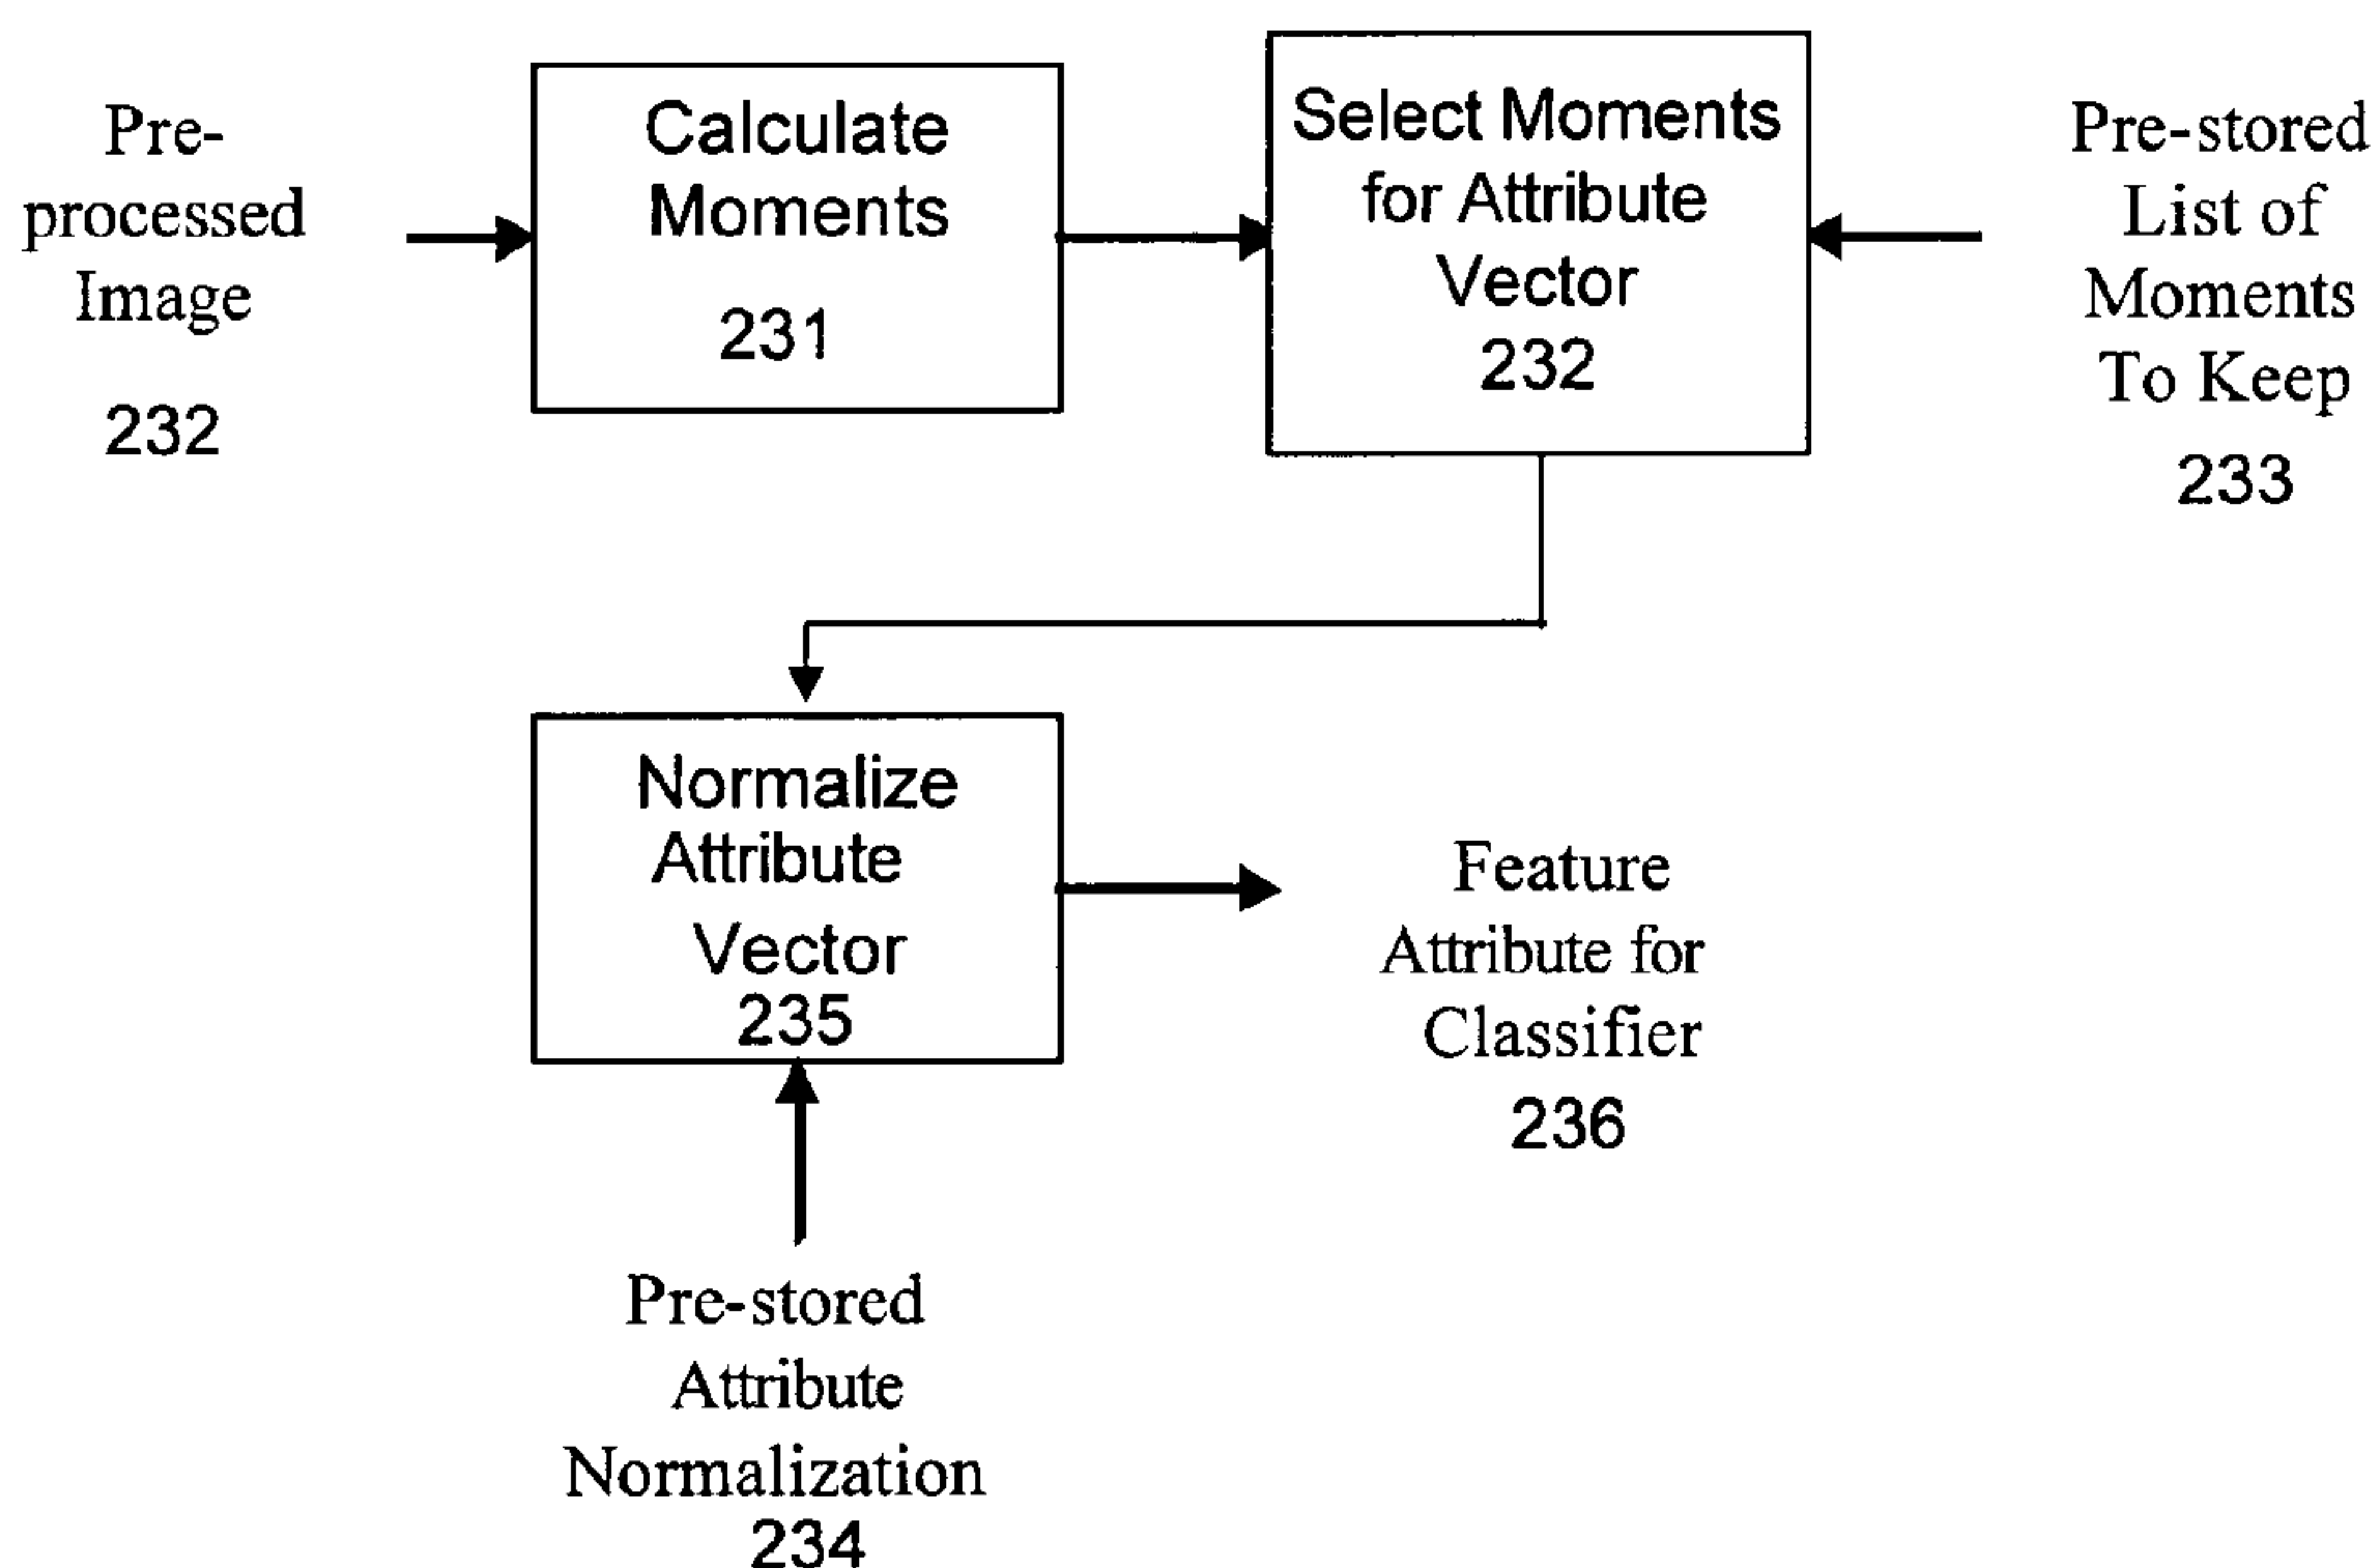 Pre-
processed
Image
232
Calculate
Moments
231
Select Moments
for Attribute
Vector
232
Pre-stored
List of
Moments
To Keep
233
Normalize
Attribute
Vector
235
Feature
Attribute for
Classifier
236
Pre-stored
Attribute
Normalization
234